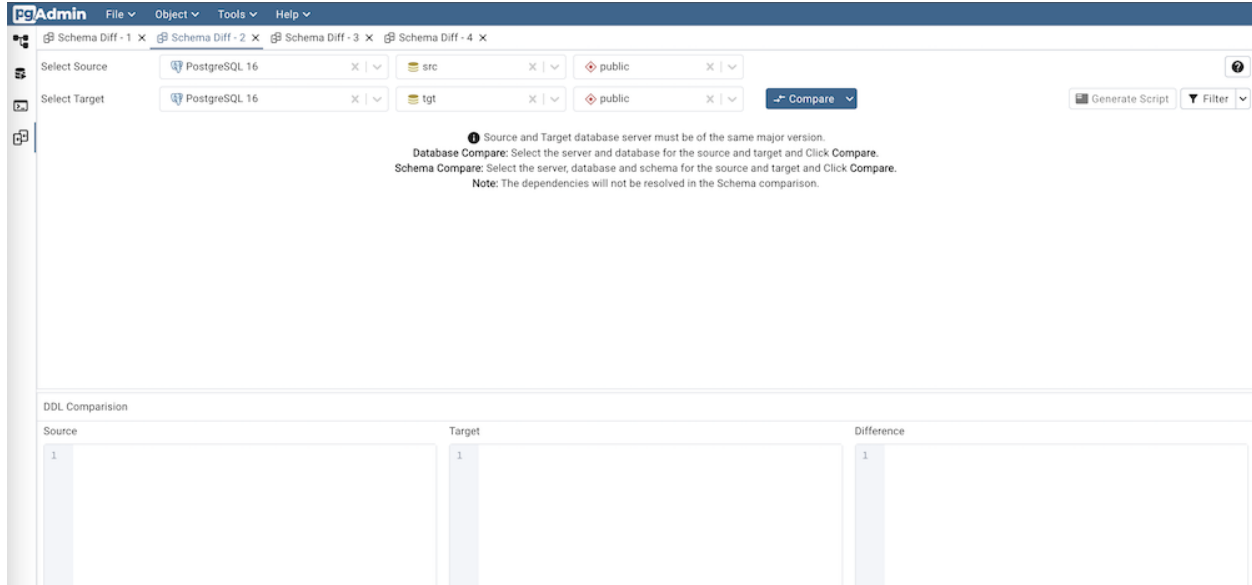 pgAdmin File Object Tools Help
Schema Diff - 1 Schema Diff - 2 Schema Diff - 3 Schema Diff - 4
Select Source PostgreSQL 16 src public
Select Target PostgreSQL 16 tgt public Compare Generate Script Filter
Source and Target database server must be of the same major version.
Database Compare: Select the server and database for the source and target and Click Compare.
Schema Compare: Select the server, database and schema for the source and target and Click Compare.
Note: The dependencies will not be resolved in the Schema comparison.
DDL Comparision
Source Target Difference
1 1 1